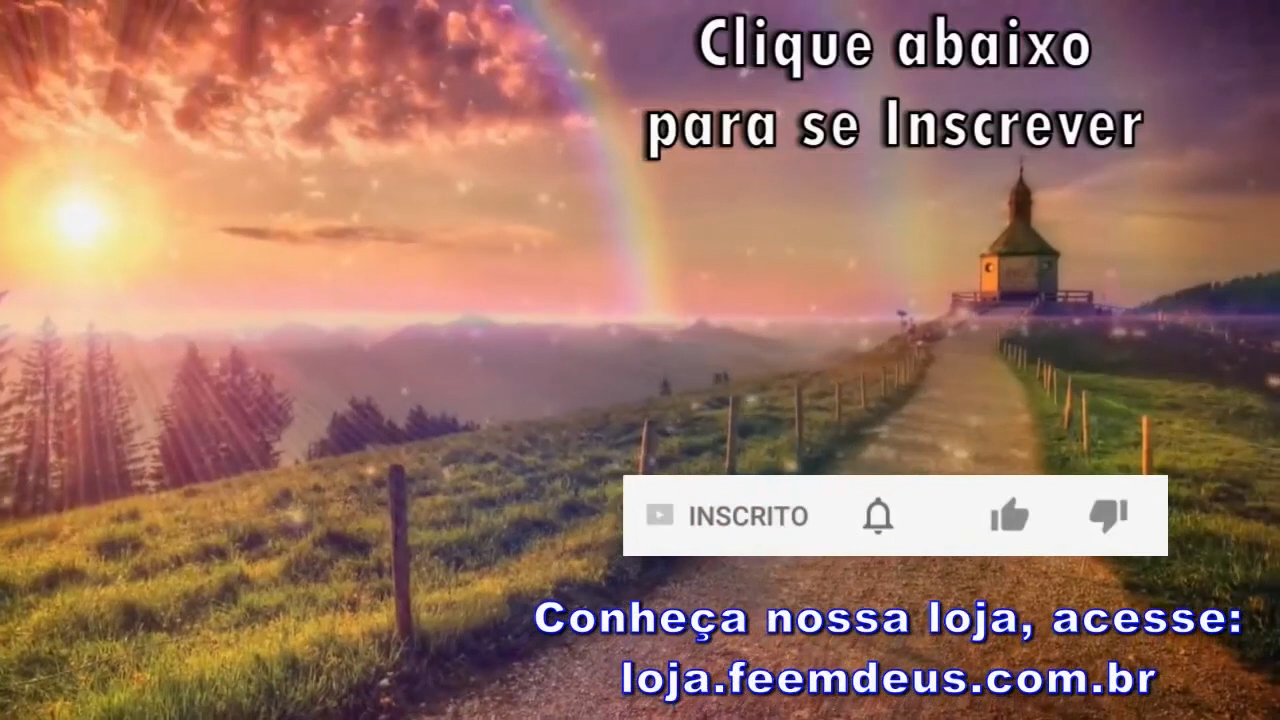 Clique abaixo
para se Inscrever
INSCRITO
Conheça nossa loja, acesse:
loja.feemdeus.com.br